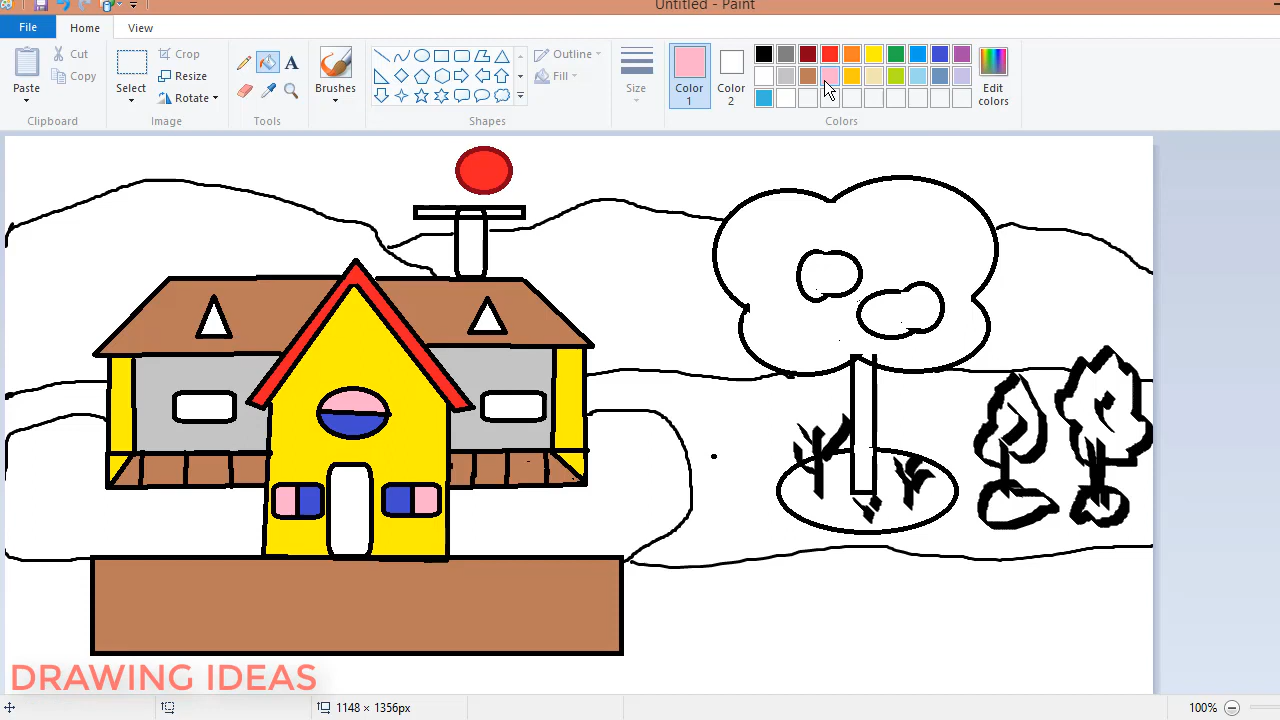 Untitled - Paint
File Home View
Cut Crop Outline
Copy Resize Fill
Paste Select Rotate Brushes Size Color 1 Color 2 Edit colors
Clipboard Image Tools Shapes Colors
DRAWING IDEAS
1148 × 1356px 100%